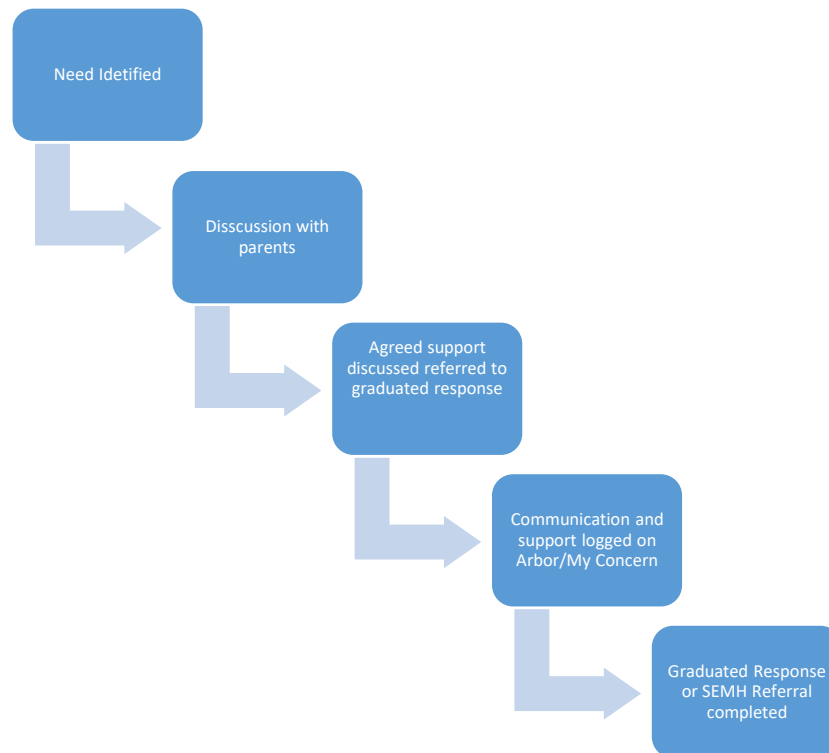 Need Idetified
Disscussion with
parents
Agreed support
discussed referred to
graduated response
Communication and
support logged on
Arbor/My Concern
Graduated Response
or SEMH Referral
completed